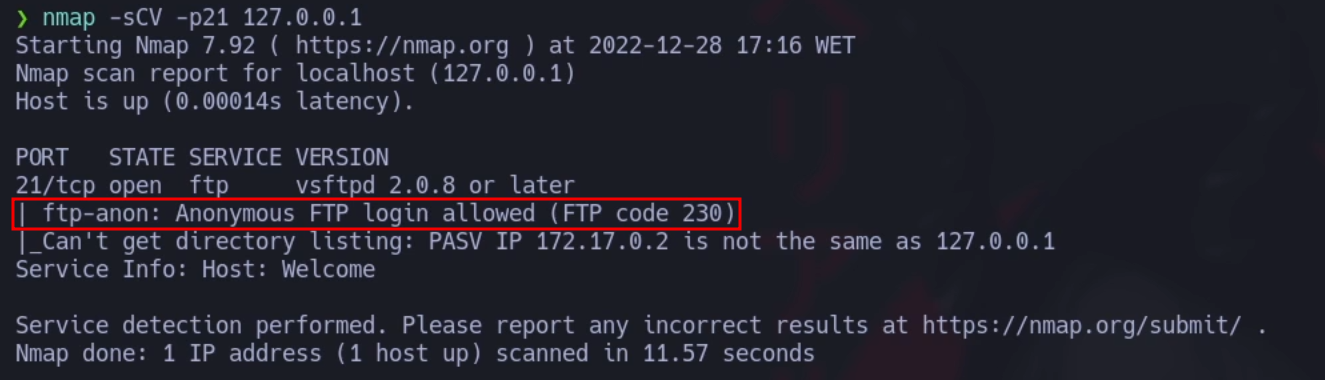 ❯ nmap -sCV -p21 127.0.0.1
Starting Nmap 7.92 ( https://nmap.org ) at 2022-12-28 17:16 WET
Nmap scan report for localhost (127.0.0.1)
Host is up (0.00014s latency).
PORT   STATE SERVICE VERSION
21/tcp open  ftp     vsftpd 2.0.8 or later
| ftp-anon: Anonymous FTP login allowed (FTP code 230)
|_Can't get directory listing: PASV IP 172.17.0.2 is not the same as 127.0.0.1
Service Info: Host: Welcome
Service detection performed. Please report any incorrect results at https://nmap.org/submit/ .
Nmap done: 1 IP address (1 host up) scanned in 11.57 seconds